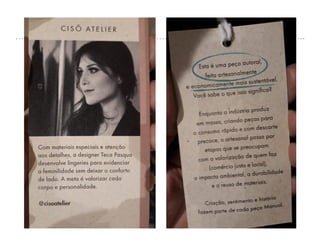 CISÔ ATELIER
Com materiais especiais e atenção
aos detalhes, a designer Teca Pasqua
desenvolve lingeries para evidenciar
a feminilidade sem deixar o conforto
de lado. A meta é valorizar cada
corpo e personalidade.
@cisoatelier
Esta é uma peça autoral,
feita artesanalmente
e economicamente mais sustentável.
Você sabe o que isso significa?
Enquanto a indústria produz
em massa, criando peças para
o consumo rápido e com descarte
precoce, o artesanal passa por
etapas que se preocupam
com a valorização de quem faz
(comércio justo e local),
o impacto ambiental, a durabilidade
e o reuso de materiais.
Criação, sentimento e história
fazem parte de cada peça Manual.